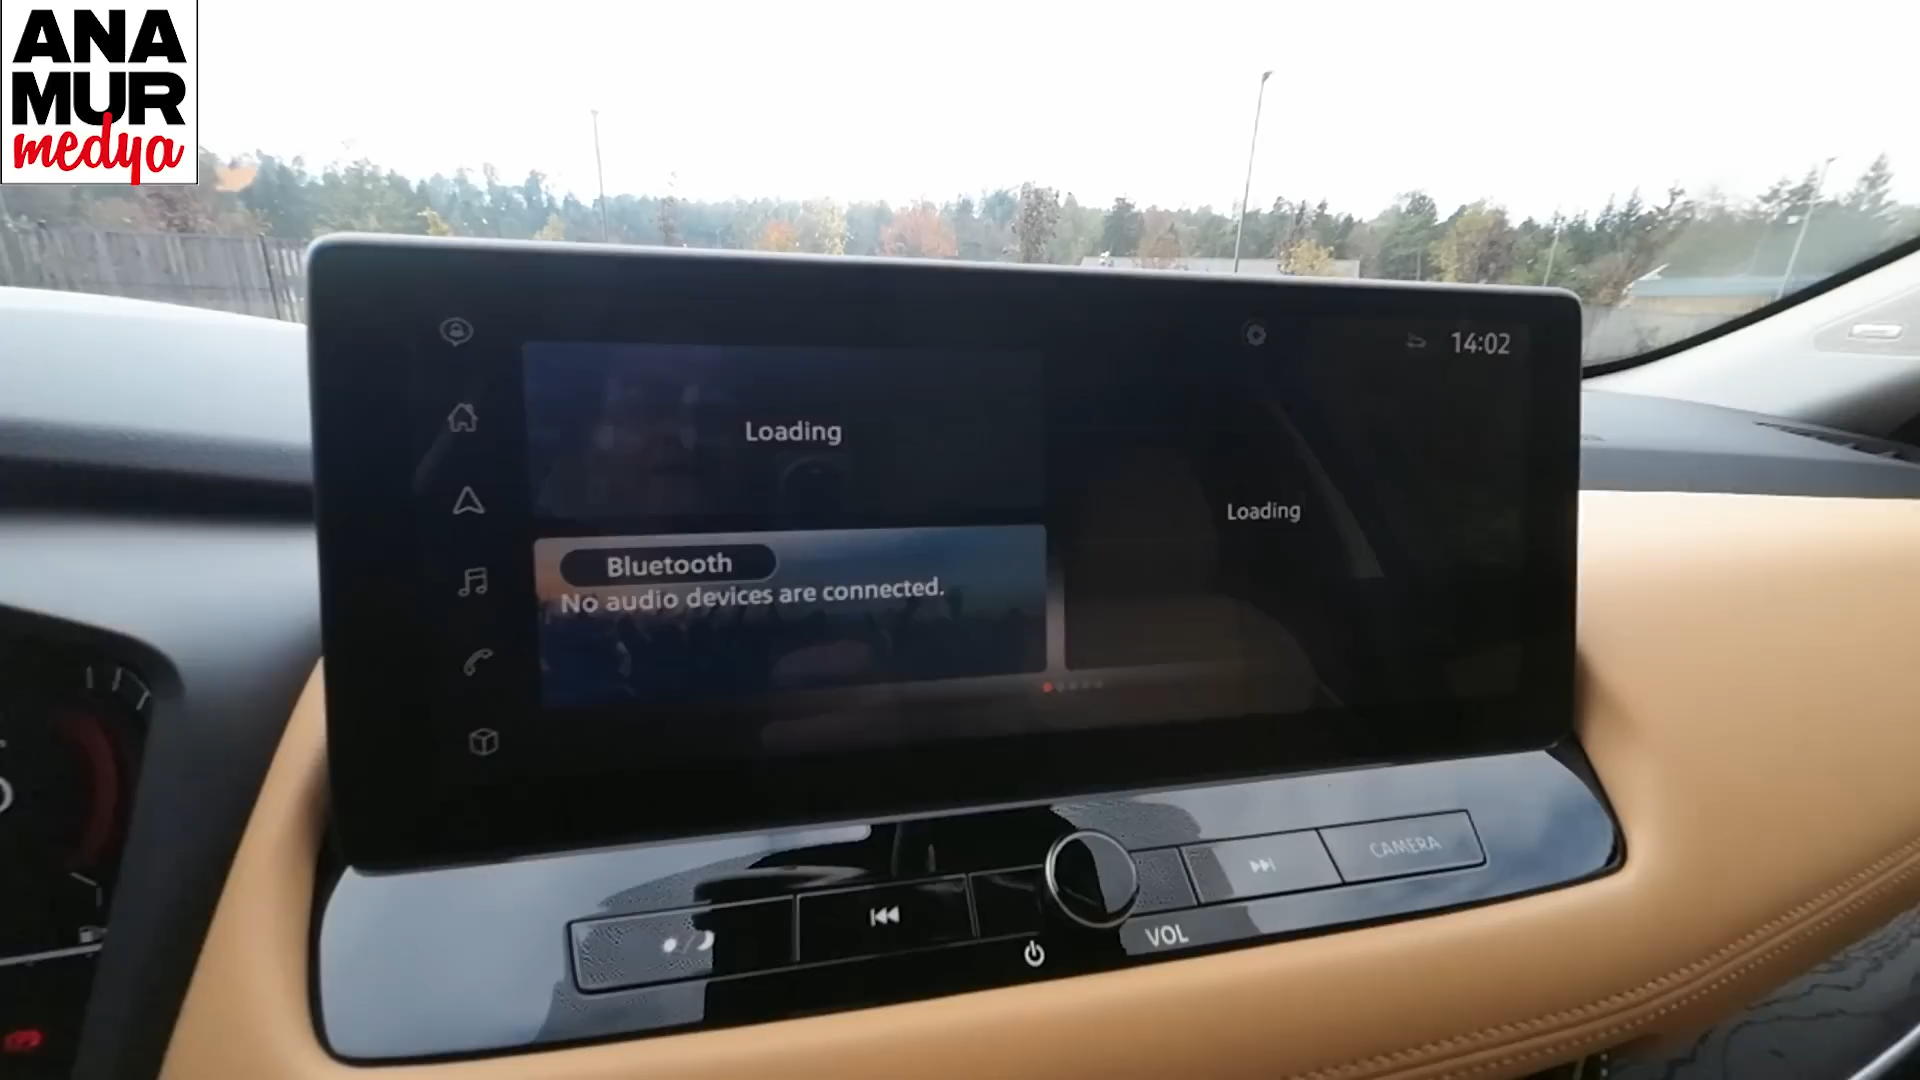 ANA
MUR
medya
14:02
Loading
Loading
Bluetooth
No audio devices are connected.
CAMERA
VOL